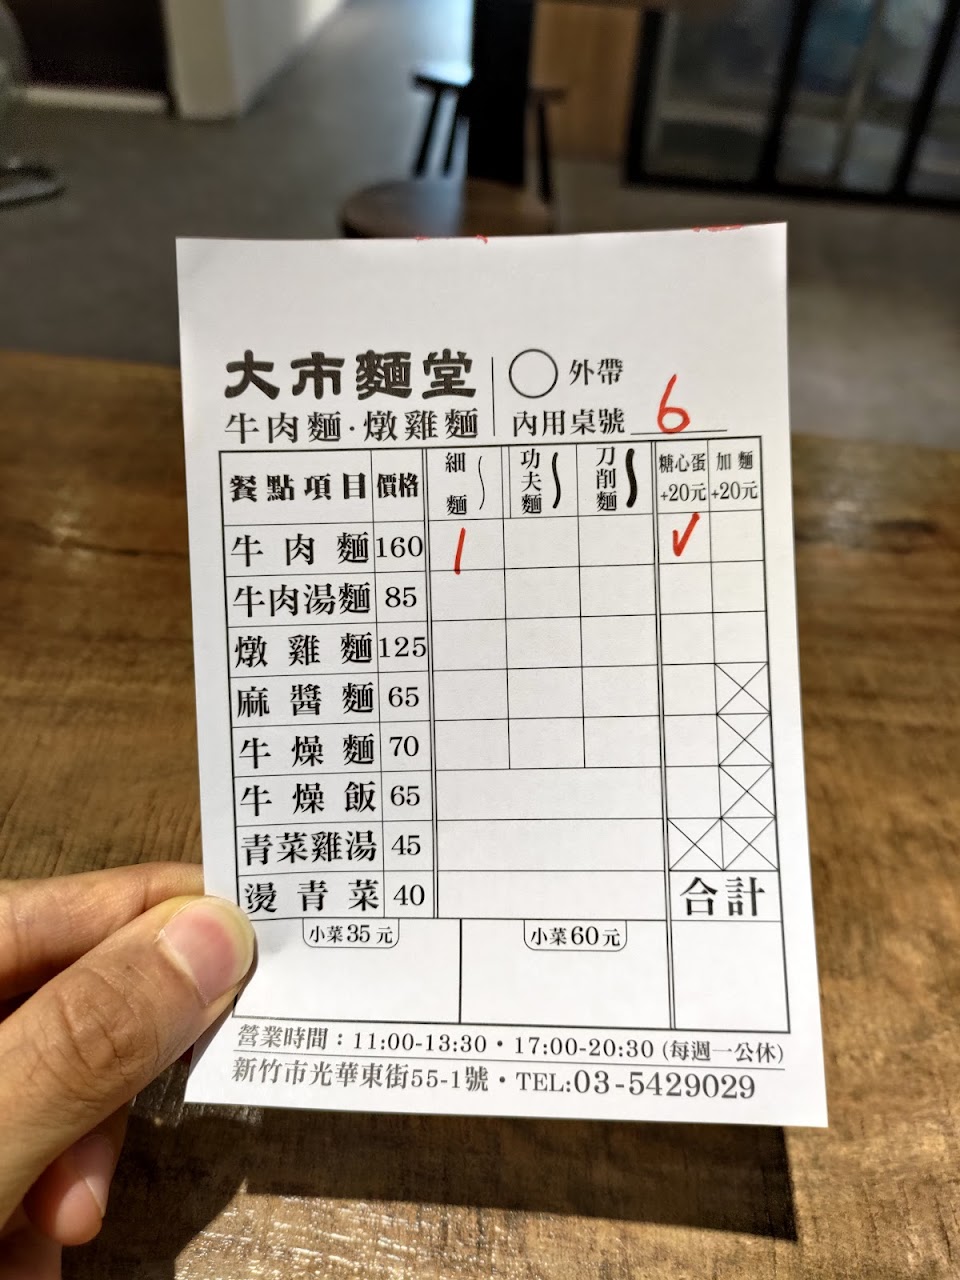 大市麵堂
牛肉麵·燉雞麵
外帶
內用桌號 6
餐點項目 價格 細麵 功夫麵 刀削麵 糖心蛋+20元 加麵+20元
牛肉麵 160 1 ✓
牛肉湯麵 85
燉雞麵 125
麻醬麵 65
牛燥麵 70
牛燥飯 65
青菜雞湯 45
燙青菜 40 合計
小菜35元 小菜60元
營業時間：11:00-13:30·17:00-20:30(每週一公休)
新竹市光華東街55-1號·TEL:03-5429029